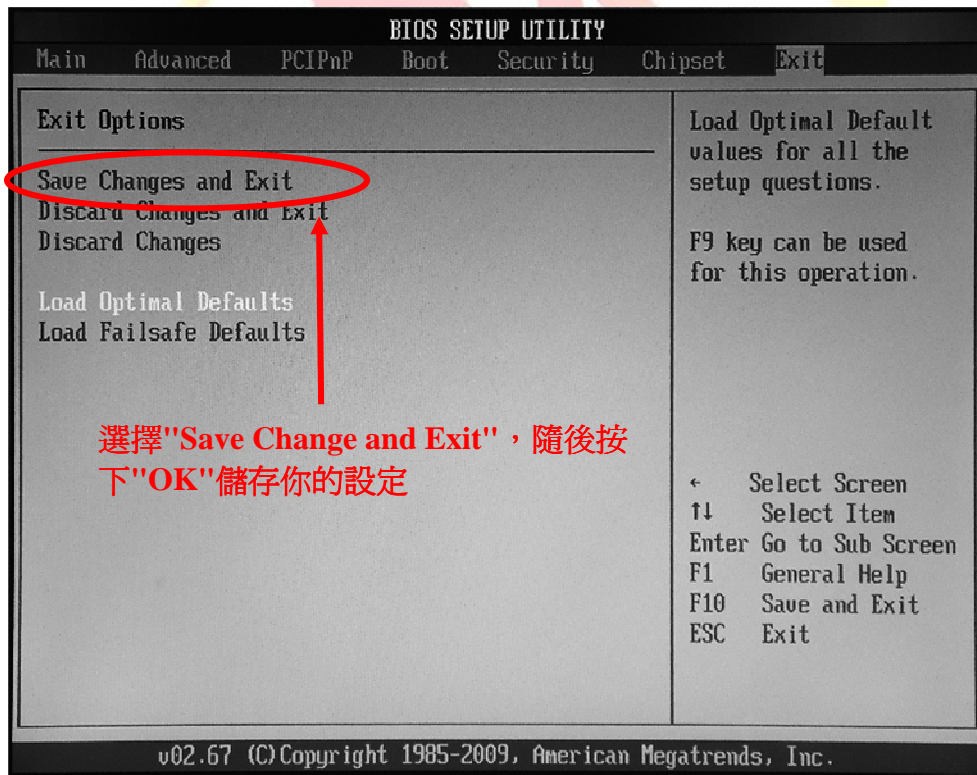 BIOS SETUP UTILITY
Main Advanced PCIPnP Boot Security Chipset Exit
Exit Options
Save Changes and Exit
Discard Changes and Exit
Discard Changes
Load Optimal Defaults
Load Failsafe Defaults
選擇"Save Change and Exit"，隨後按
下"OK"儲存你的設定
Load Optimal Default
values for all the
setup questions.
F9 key can be used
for this operation.
← Select Screen
↑↓ Select Item
Enter Go to Sub Screen
F1 General Help
F10 Save and Exit
ESC Exit
v02.67 (C)Copyright 1985-2009, American Megatrends, Inc.